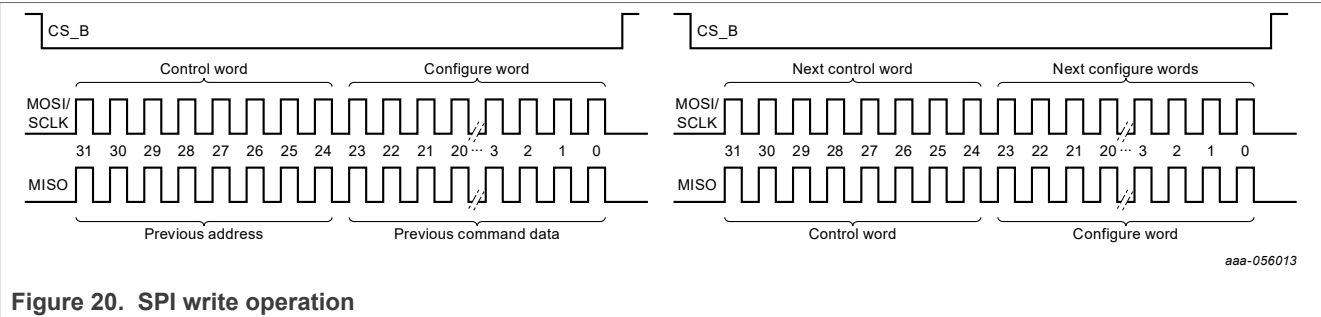 CS_B CS_B
Control word Configure word Next control word Next configure words
MOSI/ MOSI/
SCLK SCLK
31 30 29 28 27 26 25 24 23 22 21 20 ... 3 2 1 0 31 30 29 28 27 26 25 24 23 22 21 20 ... 3 2 1 0
MISO MISO
Previous address Previous command data Control word Configure word
aaa-056013
Figure 20. SPI write operation